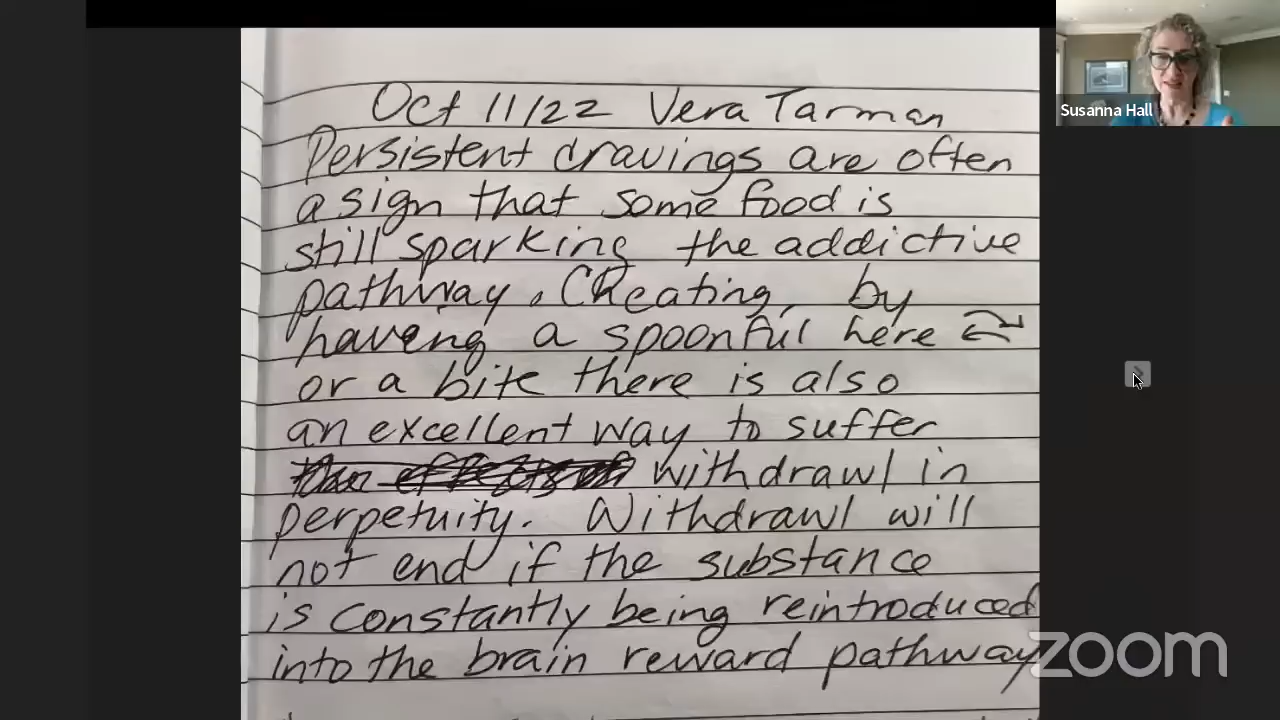 Oct 11/22 Vera Tarman
Persistent cravings are often
a sign that some food is
still sparking the addictive
pathway. Cheating, by
having a spoonful here
or a bite there is also
an excellent way to suffer
withdrawl in
perpetuity. Withdrawl will
not end if the substance
is constantly being reintroduced
into the brain reward pathway
Susanna Hall
zoom